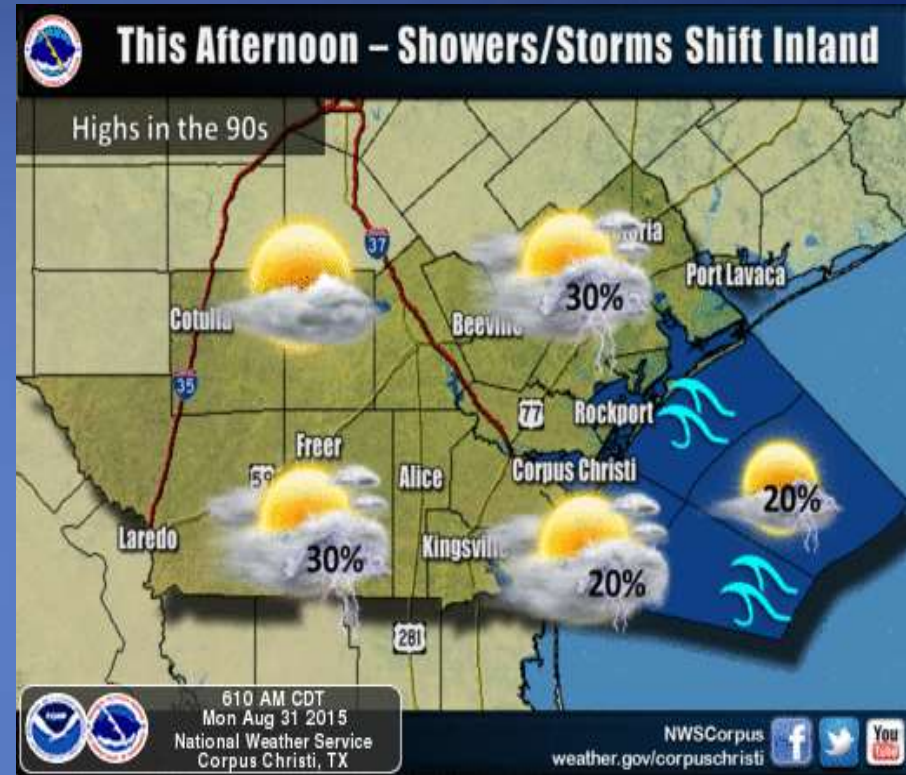 This Afternoon – Showers/Storms Shift Inland
Highs in the 90s
37
Port Lavaca
30%
Cotulla
Beeville
35
77
Rockport
Freer
59
Alice
Corpus Christi
20%
Laredo
30%
Kingsville
20%
281
610 AM CDT
Mon Aug 31 2015
National Weather Service
Corpus Christi, TX
NWSCorpus
weather.gov/corpuschristi
f
You